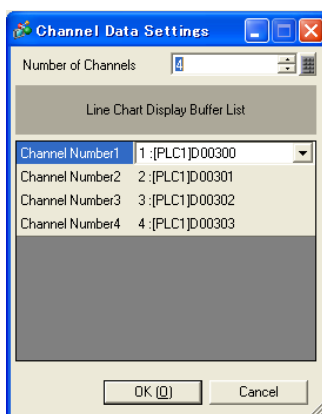 Channel Data Settings
Number of Channels 4
Line Chart Display Buffer List
Channel Number1 1 :[PLC1]D00300
Channel Number2 2 :[PLC1]D00301
Channel Number3 3 :[PLC1]D00302
Channel Number4 4 :[PLC1]D00303
OK (O) Cancel